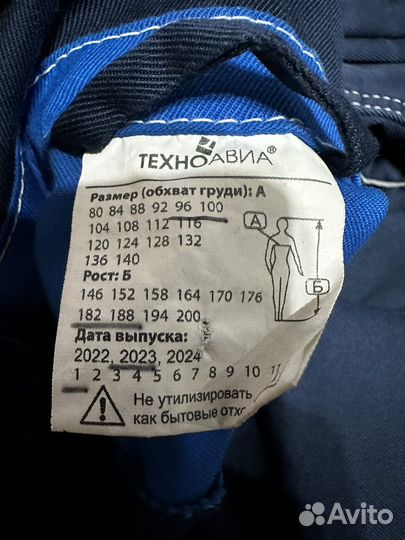 ТЕХНОАВИА®
Размер (обхват груди): А
80 84 88 92 96 100
104 108 112 116
120 124 128 132
136 140
А
Б
Рост: Б
146 152 158 164 170 176
182 188 194 200
Дата выпуска:
2022, 2023, 2024
1 2 3 4 5 6 7 8 9 10 11
Не утилизировать
как бытовые
Avito